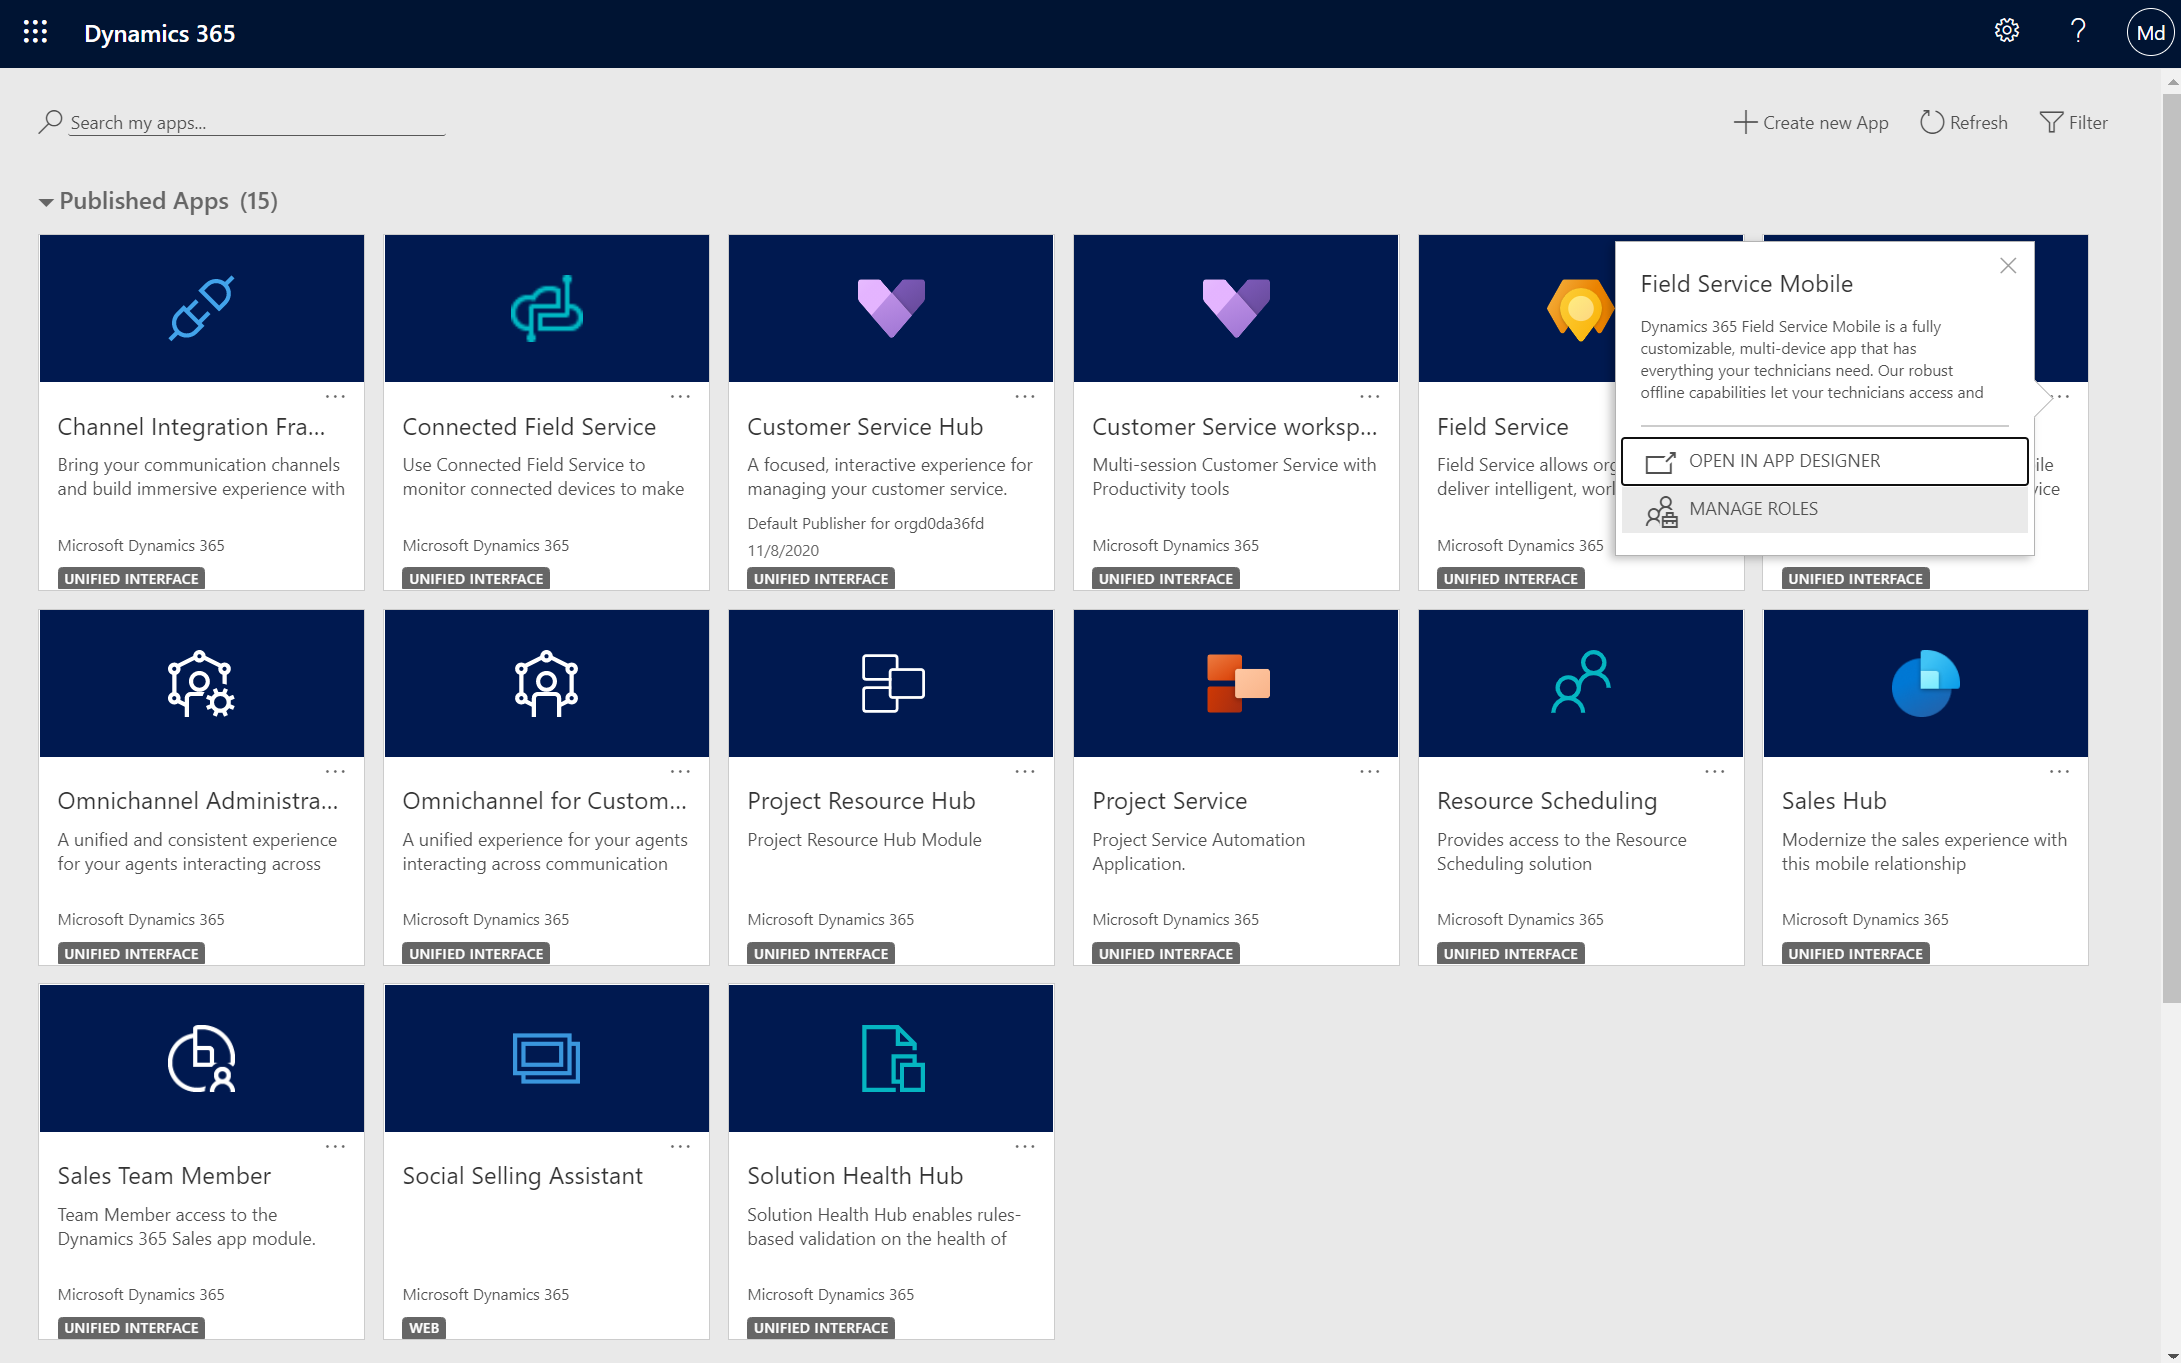 Dynamics 365
Md
Search my apps...
Create new App
Refresh
Filter
Published Apps (15)
Channel Integration Fra...
Bring your communication channels
and build immersive experience with
Microsoft Dynamics 365
UNIFIED INTERFACE
Connected Field Service
Use Connected Field Service to
monitor connected devices to make
Microsoft Dynamics 365
UNIFIED INTERFACE
Customer Service Hub
A focused, interactive experience for
managing your customer service.
Default Publisher for orgd0da36fd
11/8/2020
UNIFIED INTERFACE
Customer Service worksp...
Multi-session Customer Service with
Productivity tools
Microsoft Dynamics 365
UNIFIED INTERFACE
Field Service
Field Service allows
deliver intelligent,
Microsoft Dynamics 365
UNIFIED INTERFACE
Field Service Mobile
Dynamics 365 Field Service Mobile is a fully
customizable, multi-device app that has
everything your technicians need. Our robust
offline capabilities let your technicians access and
OPEN IN APP DESIGNER
MANAGE ROLES
UNIFIED INTERFACE
Omnichannel Administra...
A unified and consistent experience
for your agents interacting across
Microsoft Dynamics 365
UNIFIED INTERFACE
Omnichannel for Custom...
A unified experience for your agents
interacting across communication
Microsoft Dynamics 365
UNIFIED INTERFACE
Project Resource Hub
Project Resource Hub Module
Microsoft Dynamics 365
UNIFIED INTERFACE
Project Service
Project Service Automation
Application.
Microsoft Dynamics 365
UNIFIED INTERFACE
Resource Scheduling
Provides access to the Resource
Scheduling solution
Microsoft Dynamics 365
UNIFIED INTERFACE
Sales Hub
Modernize the sales experience with
this mobile relationship
Microsoft Dynamics 365
UNIFIED INTERFACE
Sales Team Member
Team Member access to the
Dynamics 365 Sales app module.
Microsoft Dynamics 365
UNIFIED INTERFACE
Social Selling Assistant
Microsoft Dynamics 365
WEB
Solution Health Hub
Solution Health Hub enables rules-
based validation on the health of
Microsoft Dynamics 365
UNIFIED INTERFACE